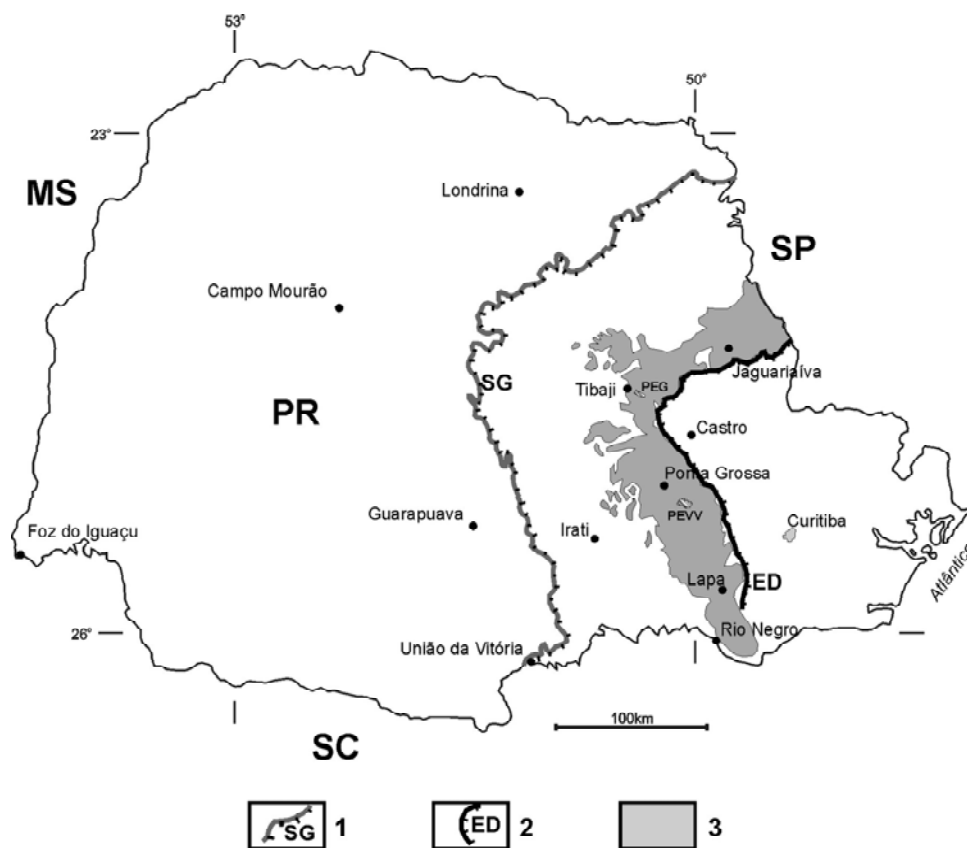 53°
50°
23°
MS
Londrina
SP
Campo Mourão
SG
Jaguariaíva
Tibaji
PEG
PR
Castro
Ponta Grossa
Guarapuava
PEVV
Curitiba
Foz do Iguaçu
Irati
Atlântico
Lapa
ED
26°
Rio Negro
União da Vitória
100km
SC
SG 1
ED 2
3